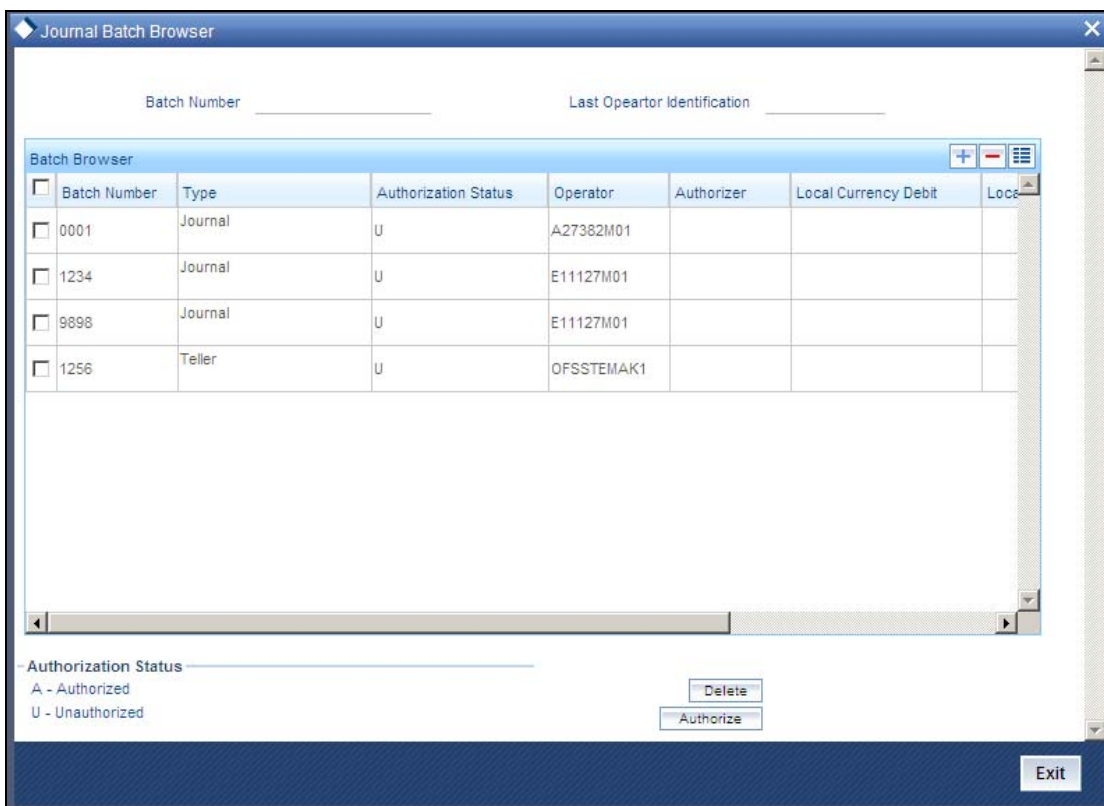 Journal Batch Browser
Batch Number Last Opeartor Identification
Batch Browser
Batch Number Type Authorization Status Operator Authorizer Local Currency Debit Loca
0001 Journal U A27382M01
1234 Journal U E11127M01
9898 Journal U E11127M01
1256 Teller U OFSSTEMAK1
Authorization Status
A - Authorized
Delete
U - Unauthorized
Authorize
Exit